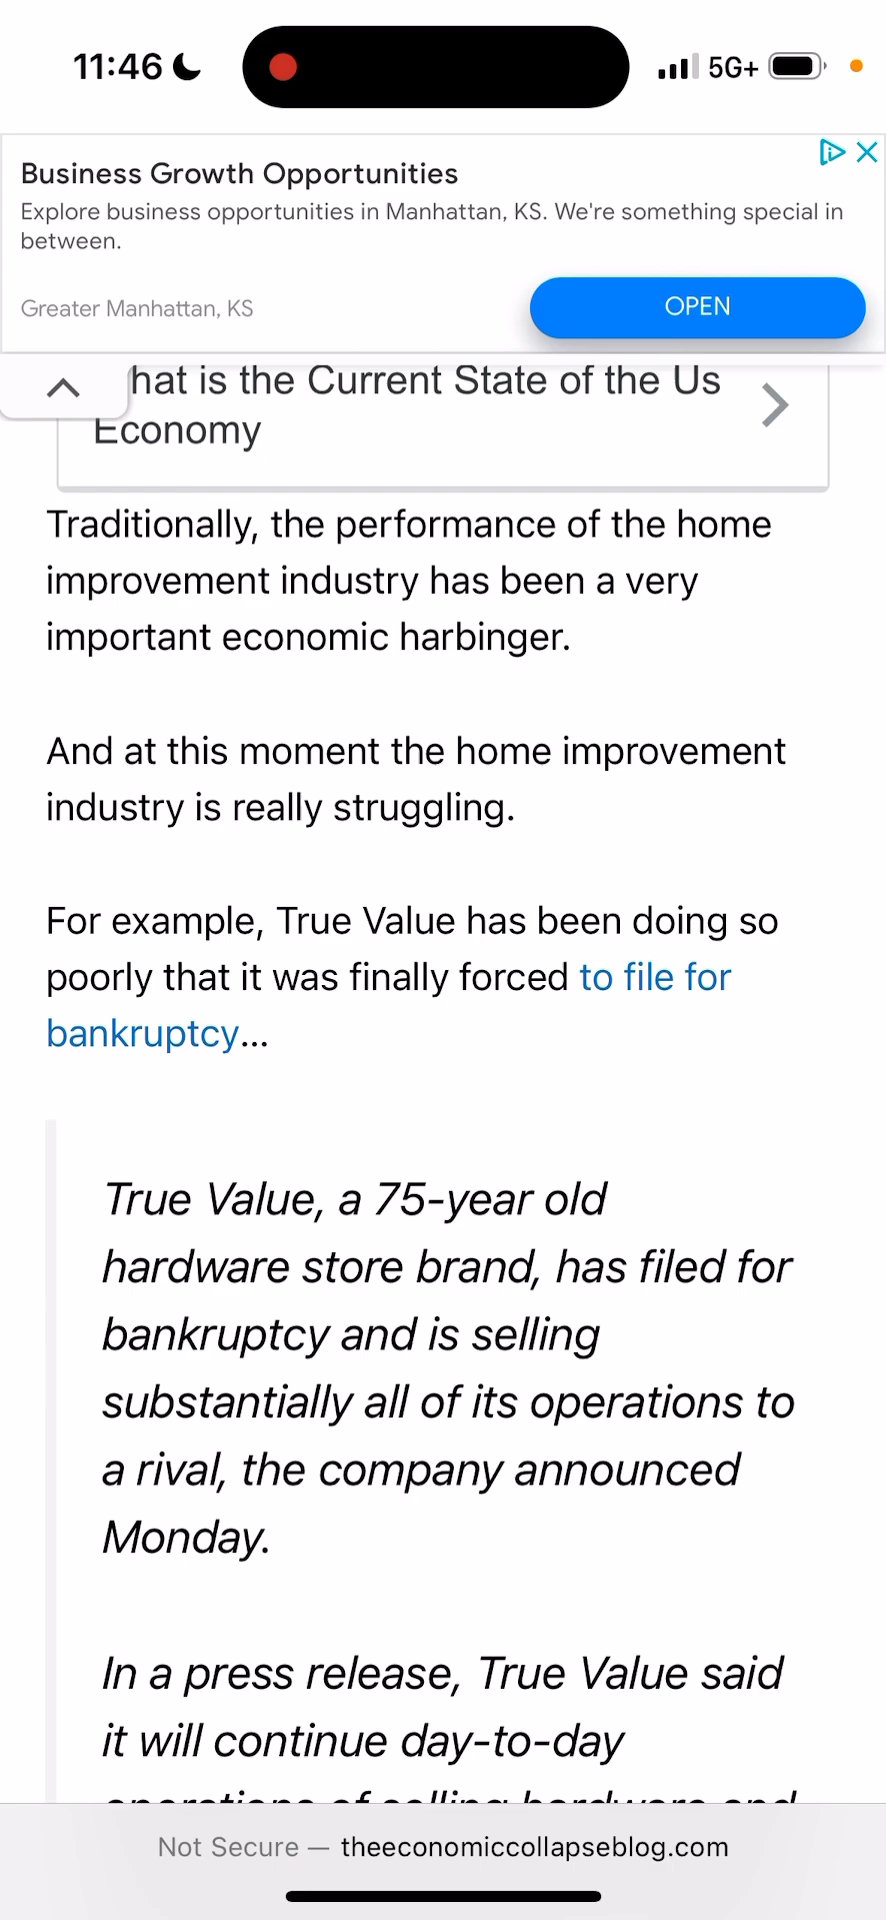 11:46
5G+
Business Growth Opportunities
Explore business opportunities in Manhattan, KS. We're something special in
between.
Greater Manhattan, KS
OPEN
hat is the Current State of the Us
Economy
Traditionally, the performance of the home
improvement industry has been a very
important economic harbinger.
And at this moment the home improvement
industry is really struggling.
For example, True Value has been doing so
poorly that it was finally forced to file for
bankruptcy...
True Value, a 75-year old
hardware store brand, has filed for
bankruptcy and is selling
substantially all of its operations to
a rival, the company announced
Monday.
In a press release, True Value said
it will continue day-to-day
operations of selling hardware and
Not Secure — theeconomiccollapseblog.com